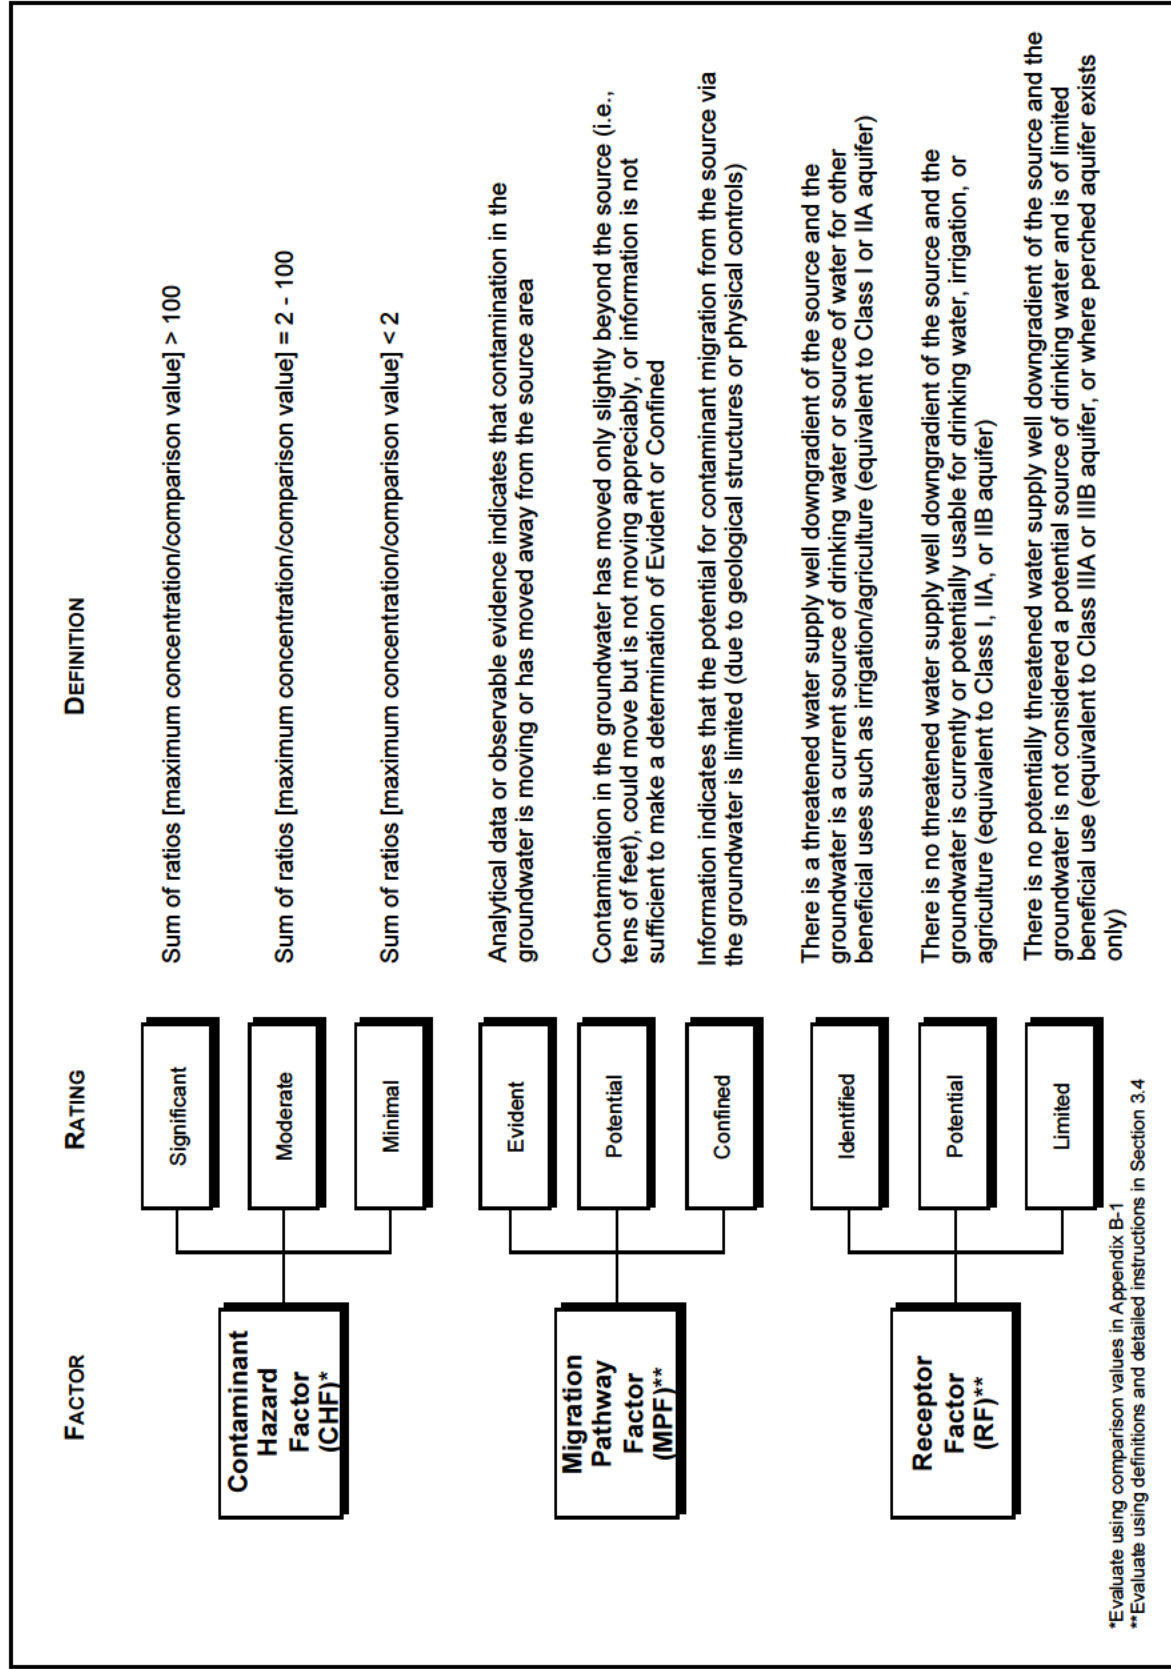 FACTOR
RATING
DEFINITION
Contaminant
Hazard
Factor
(CHF)*
Significant
Sum of ratios [maximum concentration/comparison value] > 100
Moderate
Sum of ratios [maximum concentration/comparison value] = 2 - 100
Minimal
Sum of ratios [maximum concentration/comparison value] < 2
Migration
Pathway
Factor
(MPF)**
Evident
Analytical data or observable evidence indicates that contamination in the
groundwater is moving or has moved away from the source area
Potential
Contamination in the groundwater has moved only slightly beyond the source (i.e.,
tens of feet), could move but is not moving appreciably, or information is not
sufficient to make a determination of Evident or Confined
Confined
Information indicates that the potential for contaminant migration from the source via
the groundwater is limited (due to geological structures or physical controls)
Receptor
Factor
(RF)**
Identified
There is a threatened water supply well downgradient of the source and the
groundwater is a current source of drinking water or source of water for other
beneficial uses such as irrigation/agriculture (equivalent to Class I or IIA aquifer)
Potential
There is no threatened water supply well downgradient of the source and the
groundwater is currently or potentially usable for drinking water, irrigation, or
agriculture (equivalent to Class I, IIA, or IIB aquifer)
Limited
There is no potentially threatened water supply well downgradient of the source and the
groundwater is not considered a potential source of drinking water and is of limited
beneficial use (equivalent to Class IIIA or IIIB aquifer, or where perched aquifer exists
only)
*Evaluate using comparison values in Appendix B-1
**Evaluate using definitions and detailed instructions in Section 3.4